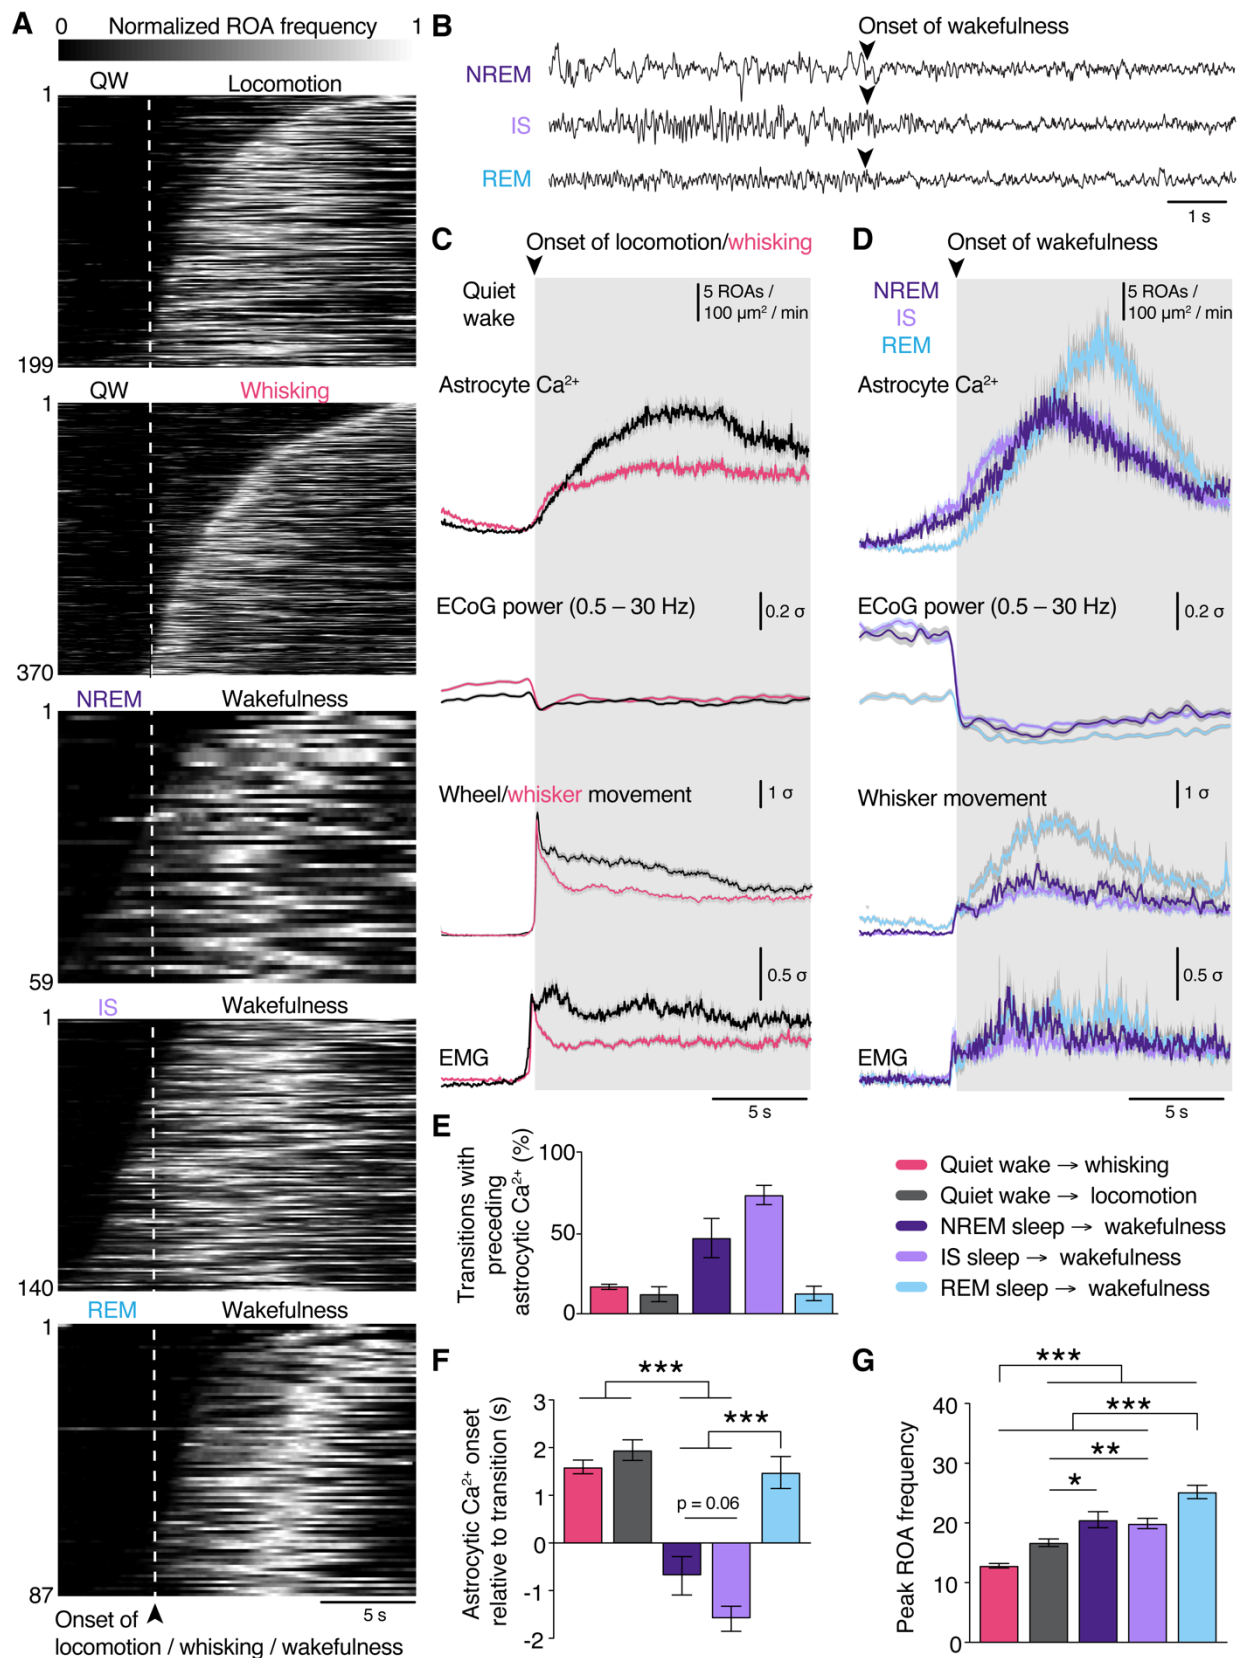 A
0 Normalized ROA frequency 1
QW Locomotion
1
199
QW Whisking
1
370
NREM Wakefulness
1
59
IS Wakefulness
1
140
REM Wakefulness
1
87
5 s
Onset of
locomotion / whisking / wakefulness
B
Onset of wakefulness
NREM
IS
REM
1 s
C
Onset of locomotion/whisking
Quiet
wake
5 ROAs /
100 µm² / min
Astrocyte Ca²⁺
ECoG power (0.5 – 30 Hz)
0.2 σ
Wheel/whisker movement
1 σ
0.5 σ
EMG
5 s
D
Onset of wakefulness
NREM
IS
REM
5 ROAs /
100 µm² / min
Astrocyte Ca²⁺
ECoG power (0.5 – 30 Hz)
0.2 σ
Whisker movement
1 σ
0.5 σ
EMG
5 s
E
Transitions with
preceding
astrocytic Ca²⁺ (%)
100
50
0
Quiet wake → whisking
Quiet wake → locomotion
NREM sleep → wakefulness
IS sleep → wakefulness
REM sleep → wakefulness
F
Astrocytic Ca²⁺ onset
relative to transition (s)
3
2
1
0
-1
-2
***
***
p = 0.06
G
Peak ROA frequency
40
30
20
10
0
***
***
**
*